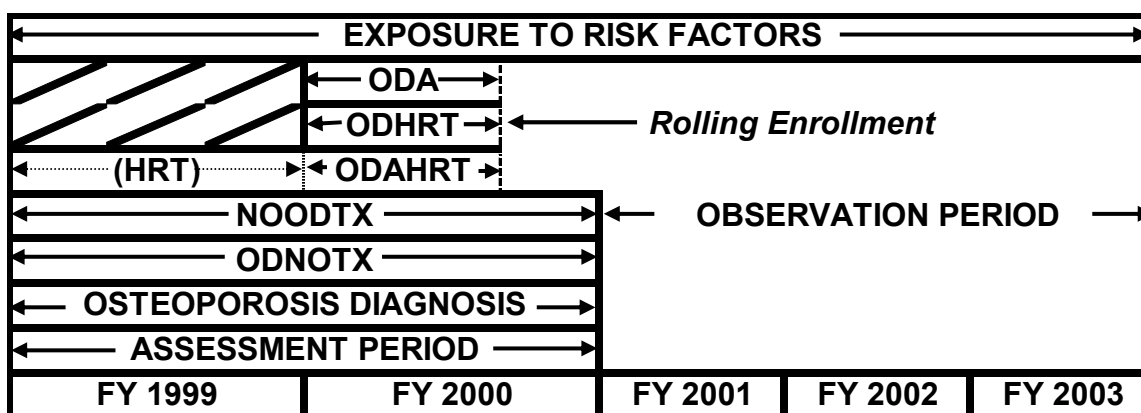 EXPOSURE TO RISK FACTORS
ODA
ODHRT
Rolling Enrollment
(HRT)
ODAHRT
NOODTX
OBSERVATION PERIOD
ODNOTX
OSTEOPOROSIS DIAGNOSIS
ASSESSMENT PERIOD
FY 1999 FY 2000 FY 2001 FY 2002 FY 2003